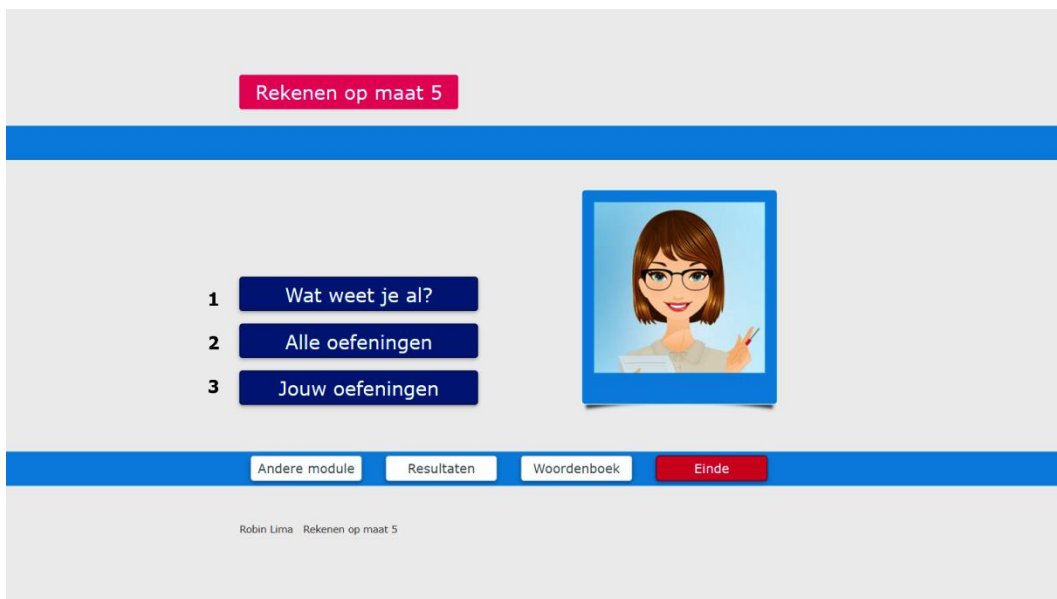 Rekenen op maat 5
1 Wat weet je al?
2 Alle oefeningen
3 Jouw oefeningen
Andere module Resultaten Woordenboek Einde
Robin Lima Rekenen op maat 5